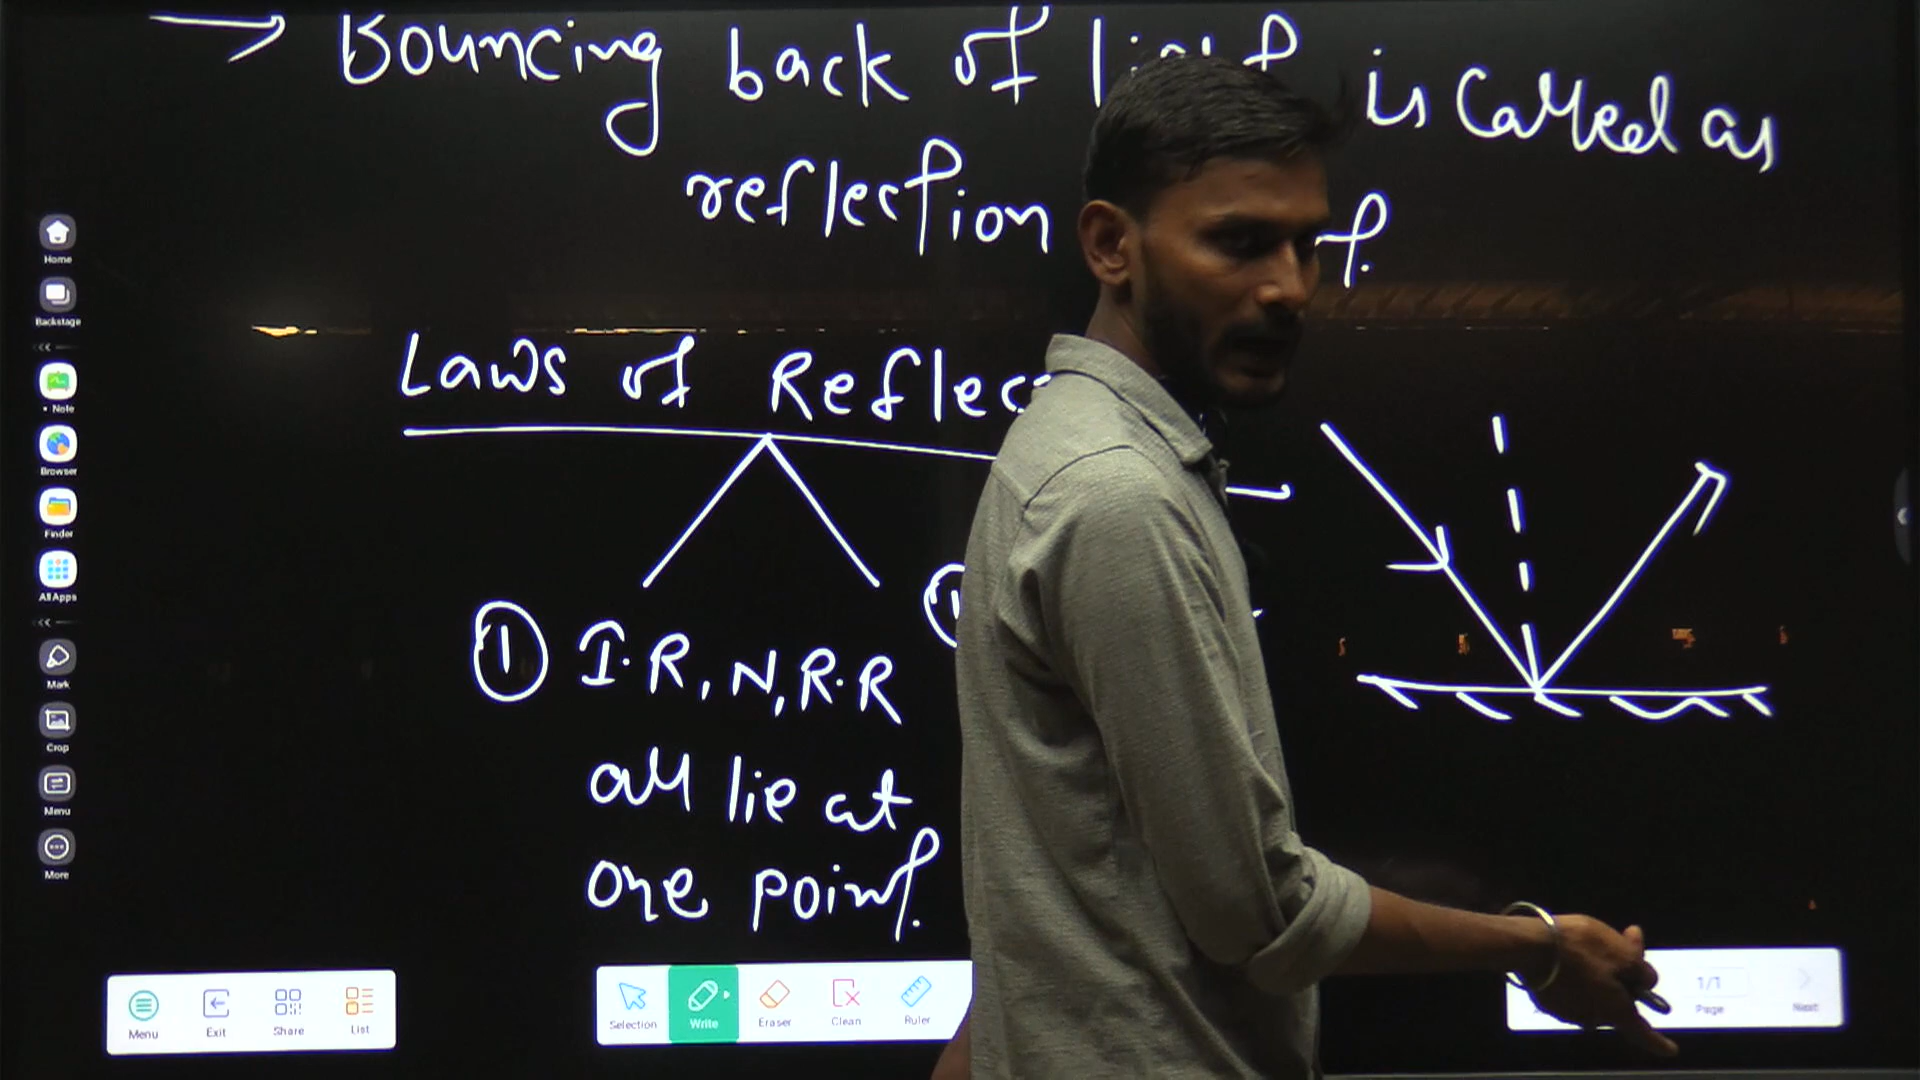 → Bouncing back of is called as
reflection
Laws of
① I.R, N, R.R
all lie at
one point.
Home
Backstage
Note
Browser
Finder
All Apps
Mark
Crop
Menu
More
Menu Exit Share List
Selection Write Eraser Clean Ruler
1/1
Page Next